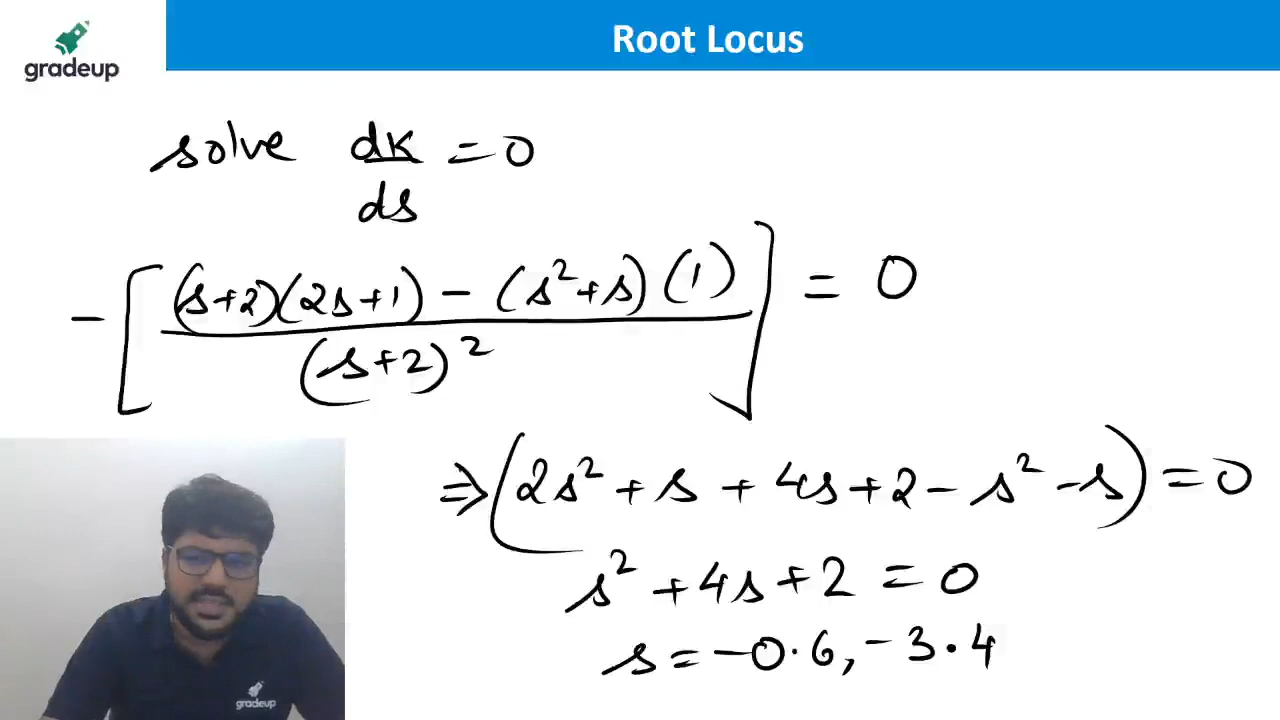 Root Locus
gradeup
solve dk/ds = 0
- [ (s+2)(2s+1) - (s²+s)(1) / (s+2)² ] = 0
⇒ (2s² + s + 4s + 2 - s² - s) = 0
s² + 4s + 2 = 0
s = -0.6, -3.4
gradeup